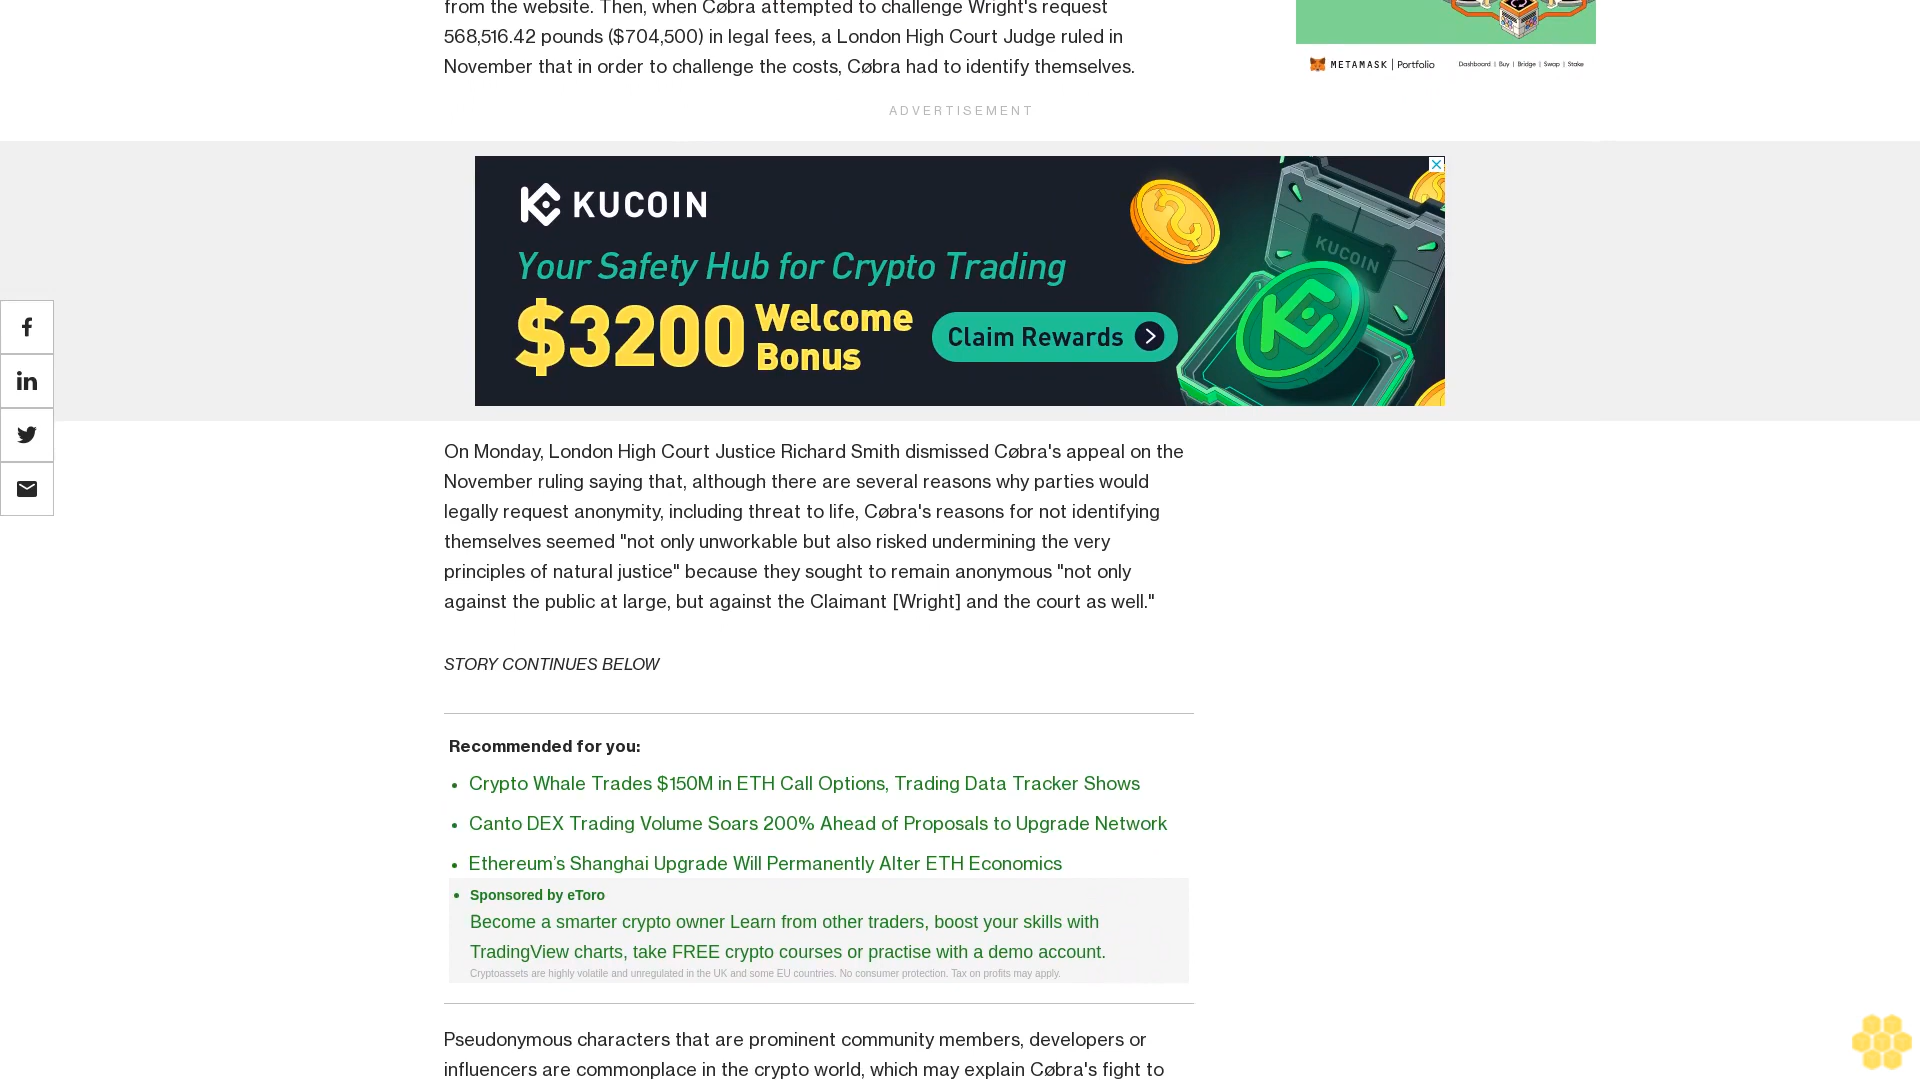 from the website. Then, when Cøbra attempted to challenge Wright's request
568,516.42 pounds ($704,500) in legal fees, a London High Court Judge ruled in
November that in order to challenge the costs, Cøbra had to identify themselves.
METAMASK | Portfolio
Dashboard | Buy | Bridge | Swap | Stake
ADVERTISEMENT
KUCOIN
Your Safety Hub for Crypto Trading
$3200 Welcome Bonus
Claim Rewards
KUCOIN
On Monday, London High Court Justice Richard Smith dismissed Cøbra's appeal on the
November ruling saying that, although there are several reasons why parties would
legally request anonymity, including threat to life, Cøbra's reasons for not identifying
themselves seemed "not only unworkable but also risked undermining the very
principles of natural justice" because they sought to remain anonymous "not only
against the public at large, but against the Claimant [Wright] and the court as well."
STORY CONTINUES BELOW
Recommended for you:
• Crypto Whale Trades $150M in ETH Call Options, Trading Data Tracker Shows
• Canto DEX Trading Volume Soars 200% Ahead of Proposals to Upgrade Network
• Ethereum’s Shanghai Upgrade Will Permanently Alter ETH Economics
• Sponsored by eToro
Become a smarter crypto owner Learn from other traders, boost your skills with
TradingView charts, take FREE crypto courses or practise with a demo account.
Cryptoassets are highly volatile and unregulated in the UK and some EU countries. No consumer protection. Tax on profits may apply.
Pseudonymous characters that are prominent community members, developers or
influencers are commonplace in the crypto world, which may explain Cøbra's fight to